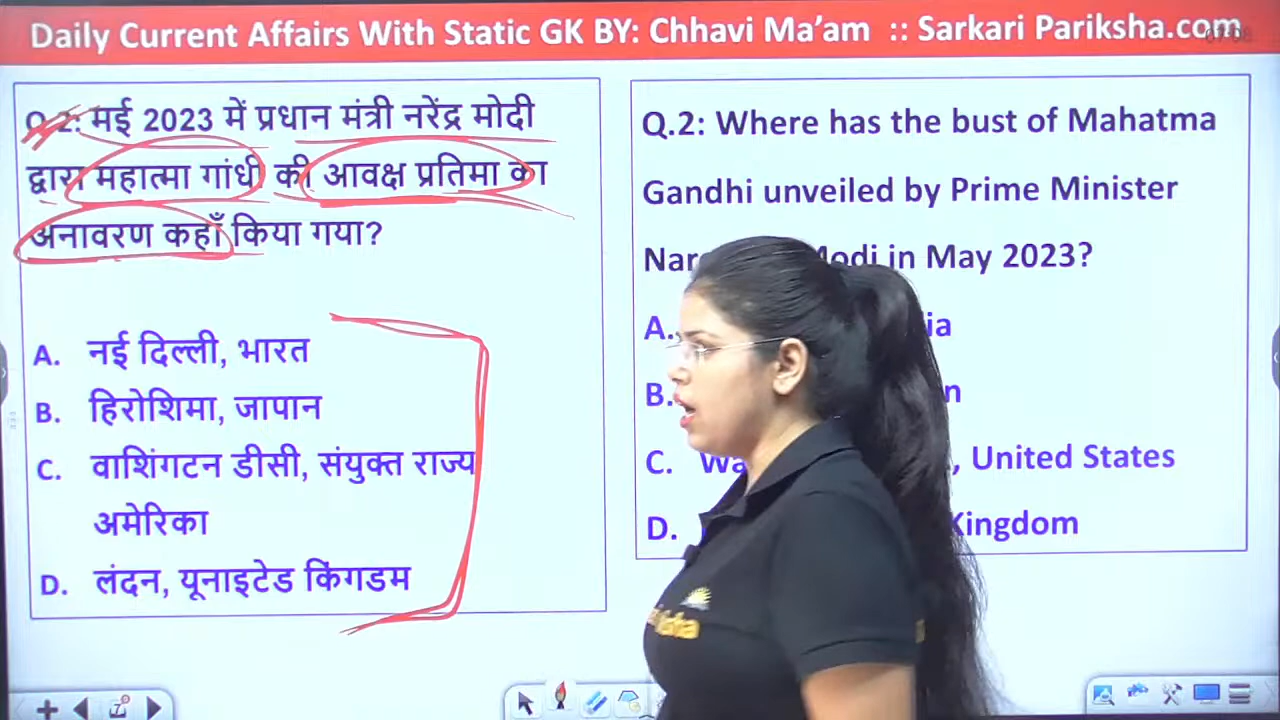 Daily Current Affairs With Static GK BY: Chhavi Ma’am :: Sarkari Pariksha.com
Q.2: मई 2023 में प्रधान मंत्री नरेंद्र मोदी
द्वारा महात्मा गांधी की आवक्ष प्रतिमा का
अनावरण कहाँ किया गया?
A. नई दिल्ली, भारत
B. हिरोशिमा, जापान
C. वाशिंगटन डीसी, संयुक्त राज्य
अमेरिका
D. लंदन, यूनाइटेड किंगडम
Q.2: Where has the bust of Mahatma
Gandhi unveiled by Prime Minister
Modi in May 2023?
A.
B.
C. United States
D. Kingdom